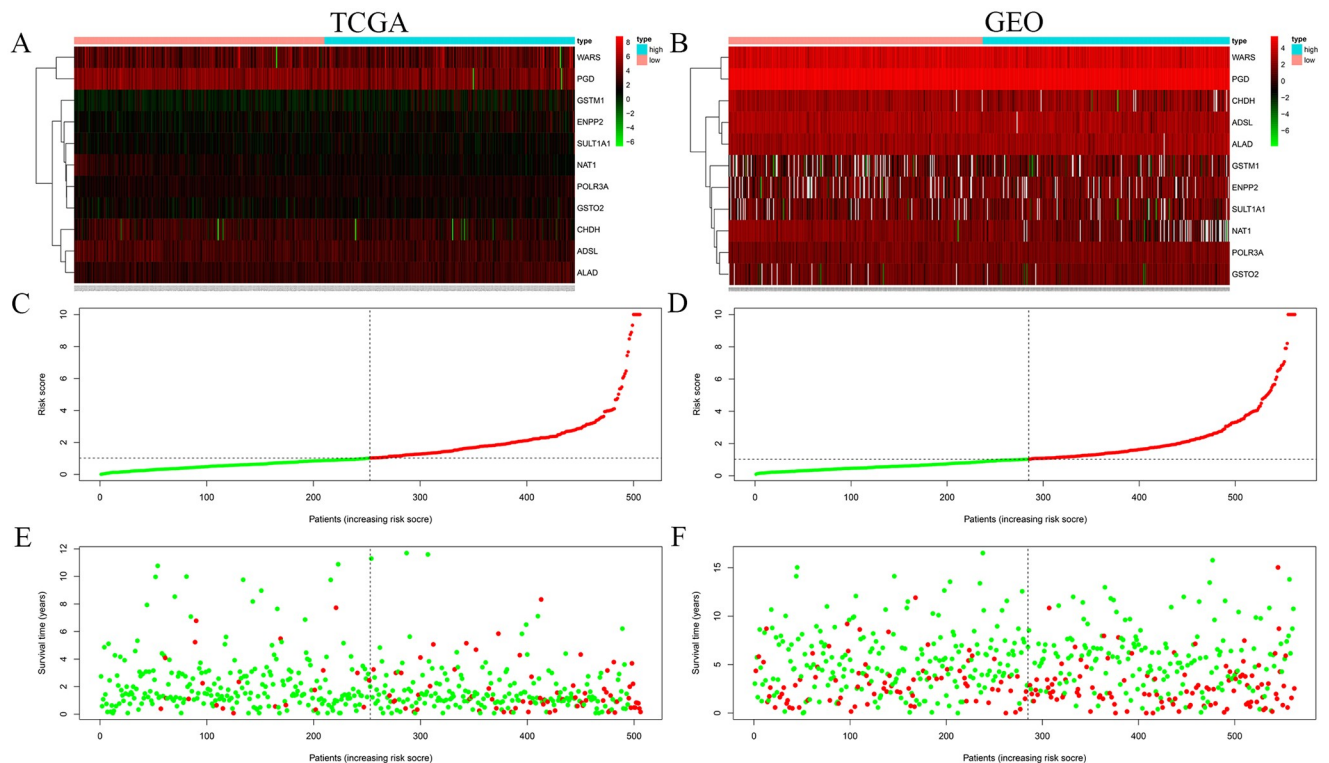 TCGA
GEO
A
type
high
low
8
6
4
2
0
−2
−4
−6
type
WARS
PGD
GSTM1
ENPP2
SULT1A1
NAT1
POLR3A
GSTO2
CHDH
ADSL
ALAD
B
type
high
low
4
2
0
−2
−4
−6
type
WARS
PGD
CHDH
ADSL
ALAD
GSTM1
ENPP2
SULT1A1
NAT1
POLR3A
GSTO2
C
Risk score
10
8
6
4
2
0
0 100 200 300 400 500
Patients (increasing risk socre)
D
Risk score
10
8
6
4
2
0
0 100 200 300 400 500
Patients (increasing risk socre)
E
Survival time (years)
12
10
8
6
4
2
0
0 100 200 300 400 500
Patients (increasing risk socre)
F
Survival time (years)
15
10
5
0
0 100 200 300 400 500
Patients (increasing risk socre)